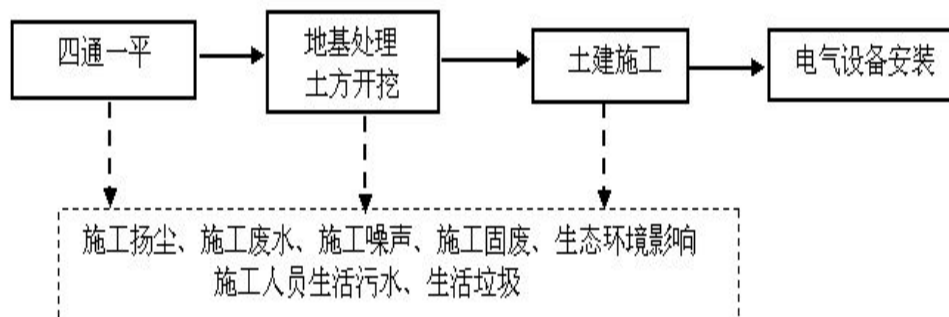 四通一平
地基处理
土方开挖
土建施工
电气设备安装
施工扬尘、施工废水、施工噪声、施工固废、生态环境影响
施工人员生活污水、生活垃圾